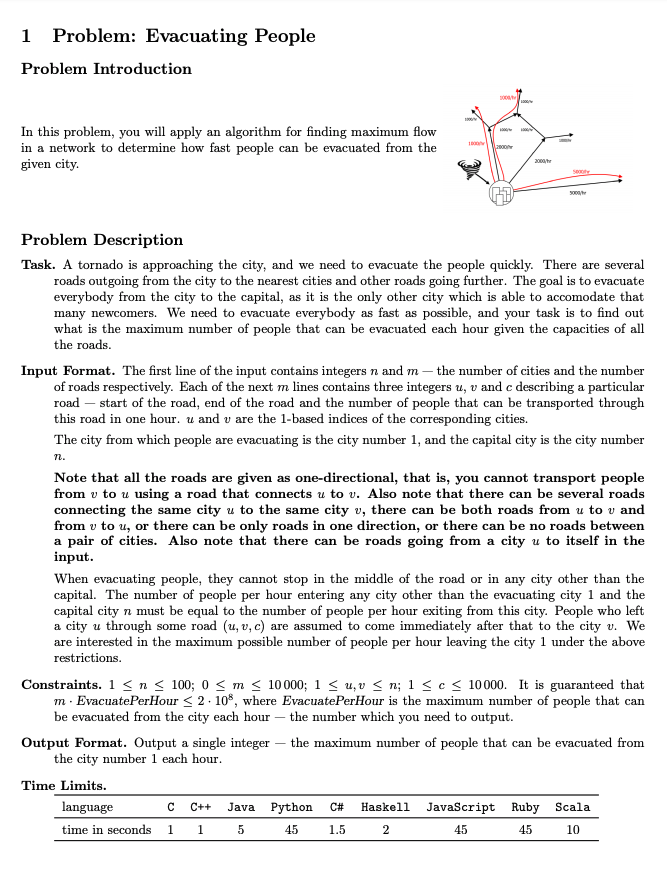 1 Problem: Evacuating People
Problem Introduction
In this problem, you will apply an algorithm for finding maximum flow
in a network to determine how fast people can be evacuated from the
given city.
1000/hr
2000/hr
2000/hr
5000/hr
5000/hr
Problem Description
Task. A tornado is approaching the city, and we need to evacuate the people quickly. There are several
roads outgoing from the city to the nearest cities and other roads going further. The goal is to evacuate
everybody from the city to the capital, as it is the only other city which is able to accomodate that
many newcomers. We need to evacuate everybody as fast as possible, and your task is to find out
what is the maximum number of people that can be evacuated each hour given the capacities of all
the roads.
Input Format. The first line of the input contains integers n and m — the number of cities and the number
of roads respectively. Each of the next m lines contains three integers u, v and c describing a particular
road — start of the road, end of the road and the number of people that can be transported through
this road in one hour. u and v are the 1-based indices of the corresponding cities.
The city from which people are evacuating is the city number 1, and the capital city is the city number
n.
Note that all the roads are given as one-directional, that is, you cannot transport people
from v to u using a road that connects u to v. Also note that there can be several roads
connecting the same city u to the same city v, there can be both roads from u to v and
from v to u, or there can be only roads in one direction, or there can be no roads between
a pair of cities. Also note that there can be roads going from a city u to itself in the
input.
When evacuating people, they cannot stop in the middle of the road or in any city other than the
capital. The number of people per hour entering any city other than the evacuating city 1 and the
capital city n must be equal to the number of people per hour exiting from this city. People who left
a city u through some road (u, v, c) are assumed to come immediately after that to the city v. We
are interested in the maximum possible number of people per hour leaving the city 1 under the above
restrictions.
Constraints. 1 ≤ n ≤ 100; 0 ≤ m ≤ 10 000; 1 ≤ u, v ≤ n; 1 ≤ c ≤ 10 000. It is guaranteed that
m · EvacuatePerHour ≤ 2 · 10⁸, where EvacuatePerHour is the maximum number of people that can
be evacuated from the city each hour — the number which you need to output.
Output Format. Output a single integer — the maximum number of people that can be evacuated from
the city number 1 each hour.
Time Limits.
language C C++ Java Python C# Haskell JavaScript Ruby Scala
time in seconds 1 1 5 45 1.5 2 45 45 10